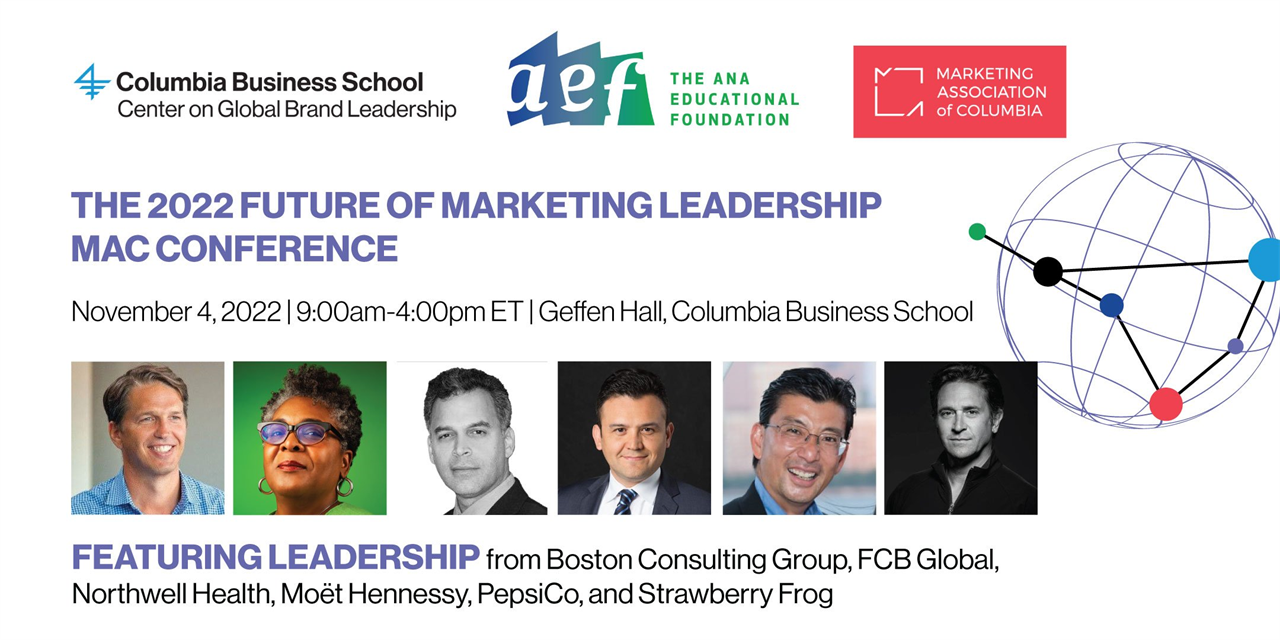 Columbia Business School
Center on Global Brand Leadership
aef
THE ANA
EDUCATIONAL
FOUNDATION
MARKETING
ASSOCIATION
of COLUMBIA
THE 2022 FUTURE OF MARKETING LEADERSHIP
MAC CONFERENCE
November 4, 2022 | 9:00am-4:00pm ET | Geffen Hall, Columbia Business School
FEATURING LEADERSHIP from Boston Consulting Group, FCB Global,
Northwell Health, Moët Hennessy, PepsiCo, and Strawberry Frog